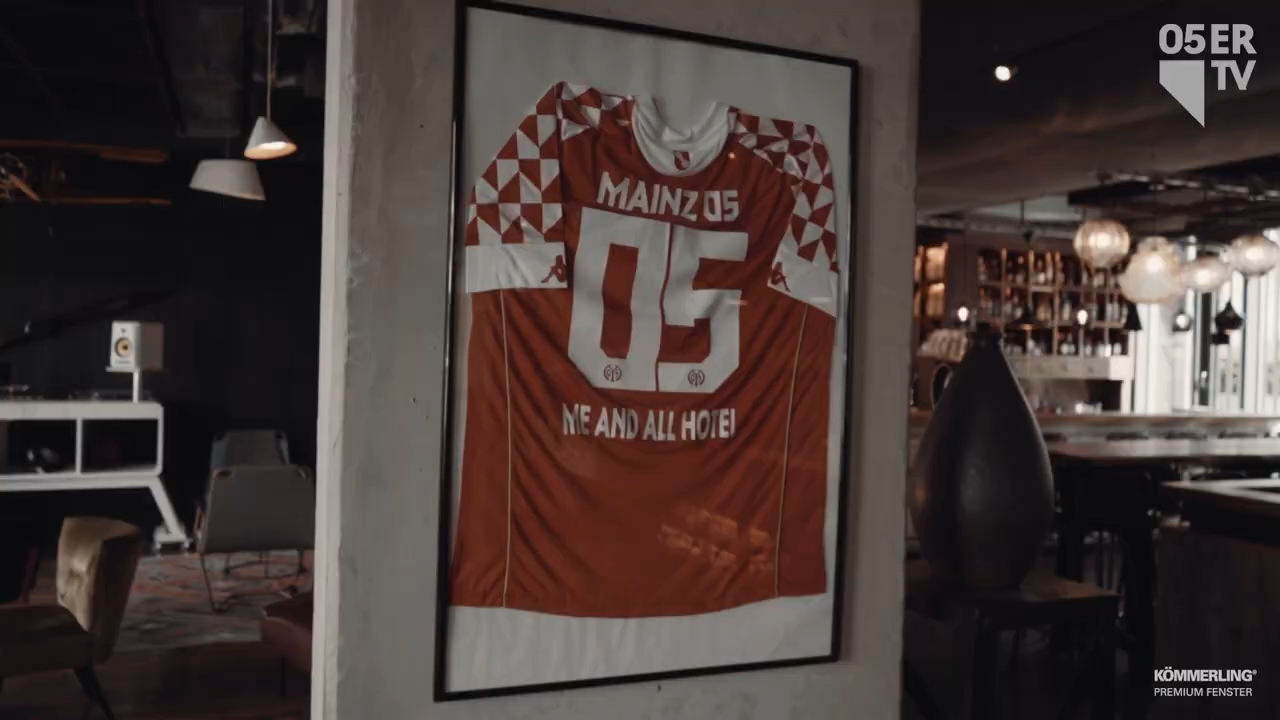 05ER
TV
MAINZ 05
05
ME AND ALL HOTEL
KÖMMERLING®
PREMIUM FENSTER